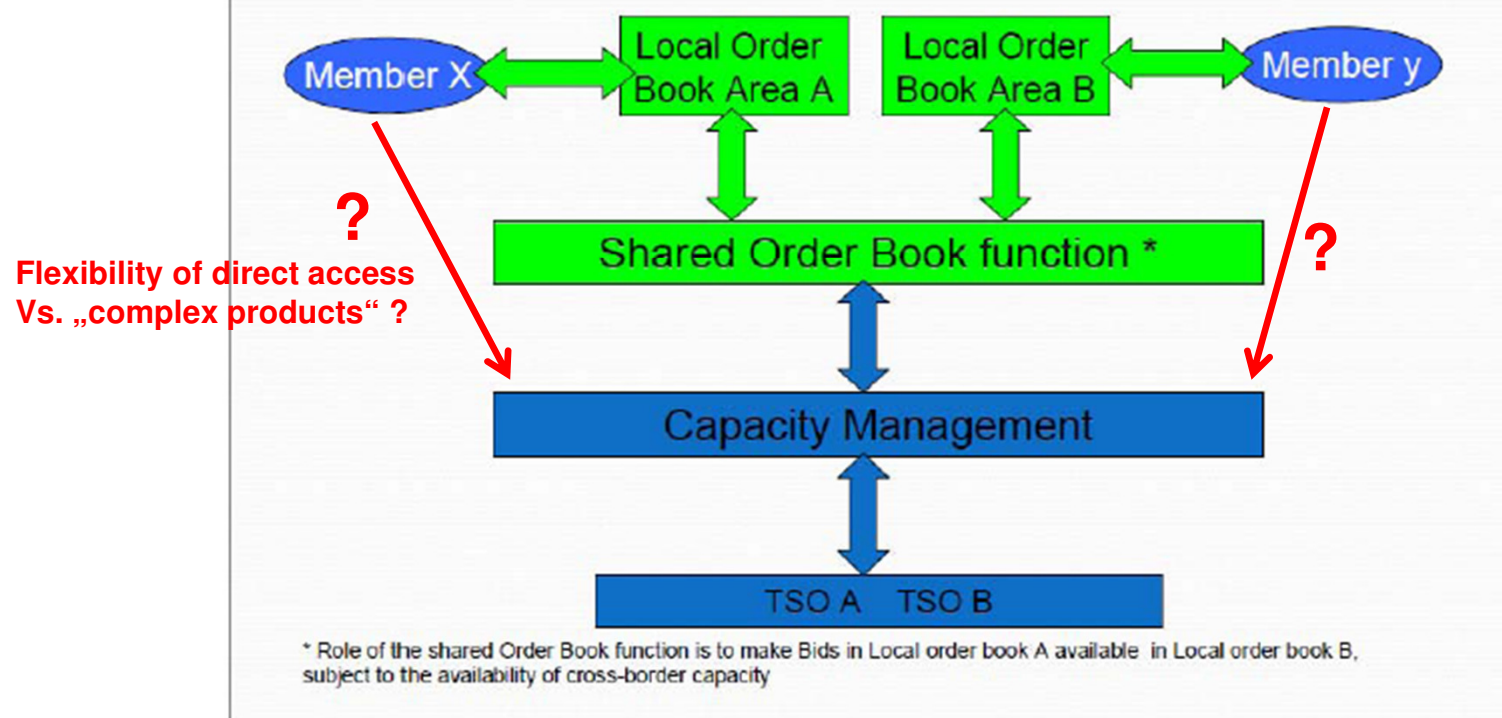 Member X
Local Order
Book Area A
Local Order
Book Area B
Member y
?
?
Shared Order Book function *
Flexibility of direct access
Vs. „complex products“ ?
Capacity Management
TSO A TSO B
* Role of the shared Order Book function is to make Bids in Local order book A available in Local order book B,
subject to the availability of cross-border capacity